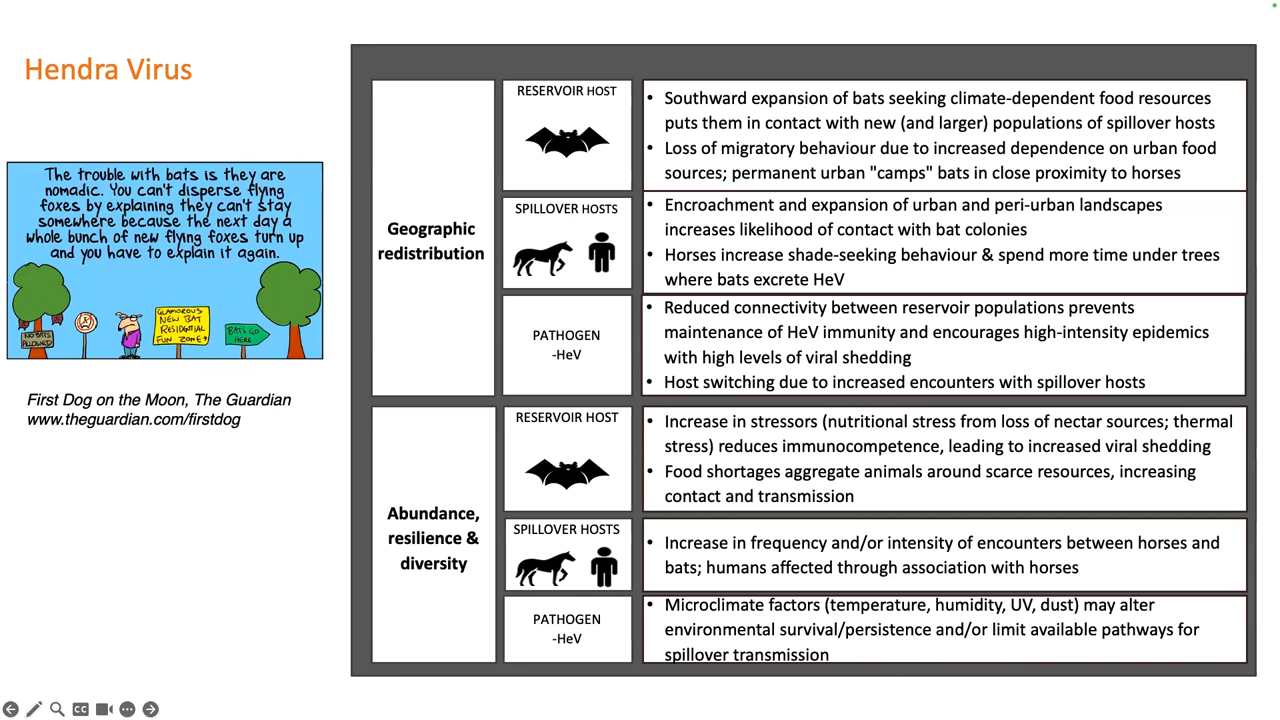 Hendra Virus
The trouble with bats is they are
nomadic. You can't disperse flying
foxes by explaining they can't stay
somewhere because the next day a
whole bunch of new flying foxes turn up
and you have to explain it again.
NO BATS
ALLOWED
GLAMOROUS
NEW BAT
RESIDENTIAL
FUN ZONE
BATS GO
HERE
First Dog on the Moon, The Guardian
www.theguardian.com/firstdog
Geographic
redistribution
RESERVOIR HOST
• Southward expansion of bats seeking climate-dependent food resources
puts them in contact with new (and larger) populations of spillover hosts
• Loss of migratory behaviour due to increased dependence on urban food
sources; permanent urban "camps" bats in close proximity to horses
SPILLOVER HOSTS
• Encroachment and expansion of urban and peri-urban landscapes
increases likelihood of contact with bat colonies
• Horses increase shade-seeking behaviour & spend more time under trees
where bats excrete HeV
PATHOGEN
-HeV
• Reduced connectivity between reservoir populations prevents
maintenance of HeV immunity and encourages high-intensity epidemics
with high levels of viral shedding
• Host switching due to increased encounters with spillover hosts
Abundance,
resilience &
diversity
RESERVOIR HOST
• Increase in stressors (nutritional stress from loss of nectar sources; thermal
stress) reduces immunocompetence, leading to increased viral shedding
• Food shortages aggregate animals around scarce resources, increasing
contact and transmission
SPILLOVER HOSTS
• Increase in frequency and/or intensity of encounters between horses and
bats; humans affected through association with horses
PATHOGEN
-HeV
• Microclimate factors (temperature, humidity, UV, dust) may alter
environmental survival/persistence and/or limit available pathways for
spillover transmission
CC